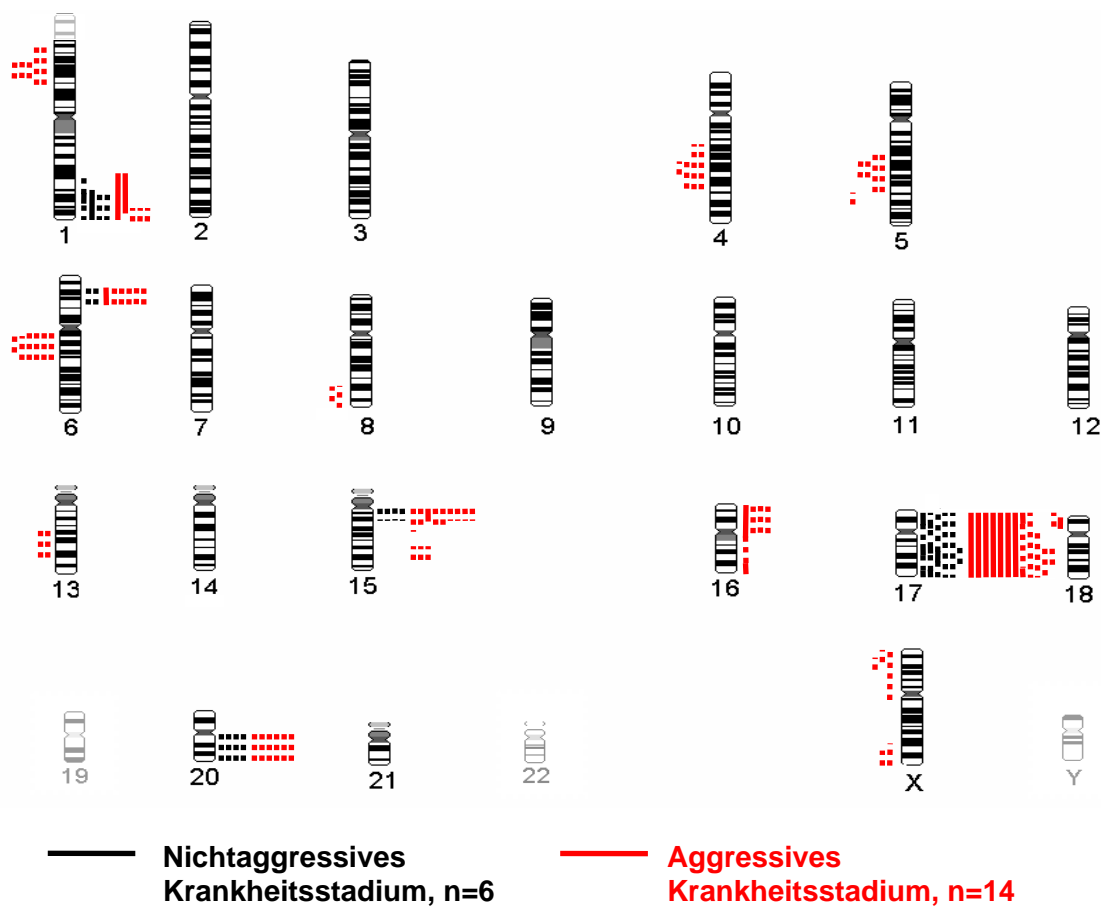 1 2 3 4 5
6 7 8 9 10 11 12
13 14 15 16 17 18
19 20 21 22 X Y
Nichtaggressives
Krankheitsstadium, n=6
Aggressives
Krankheitsstadium, n=14